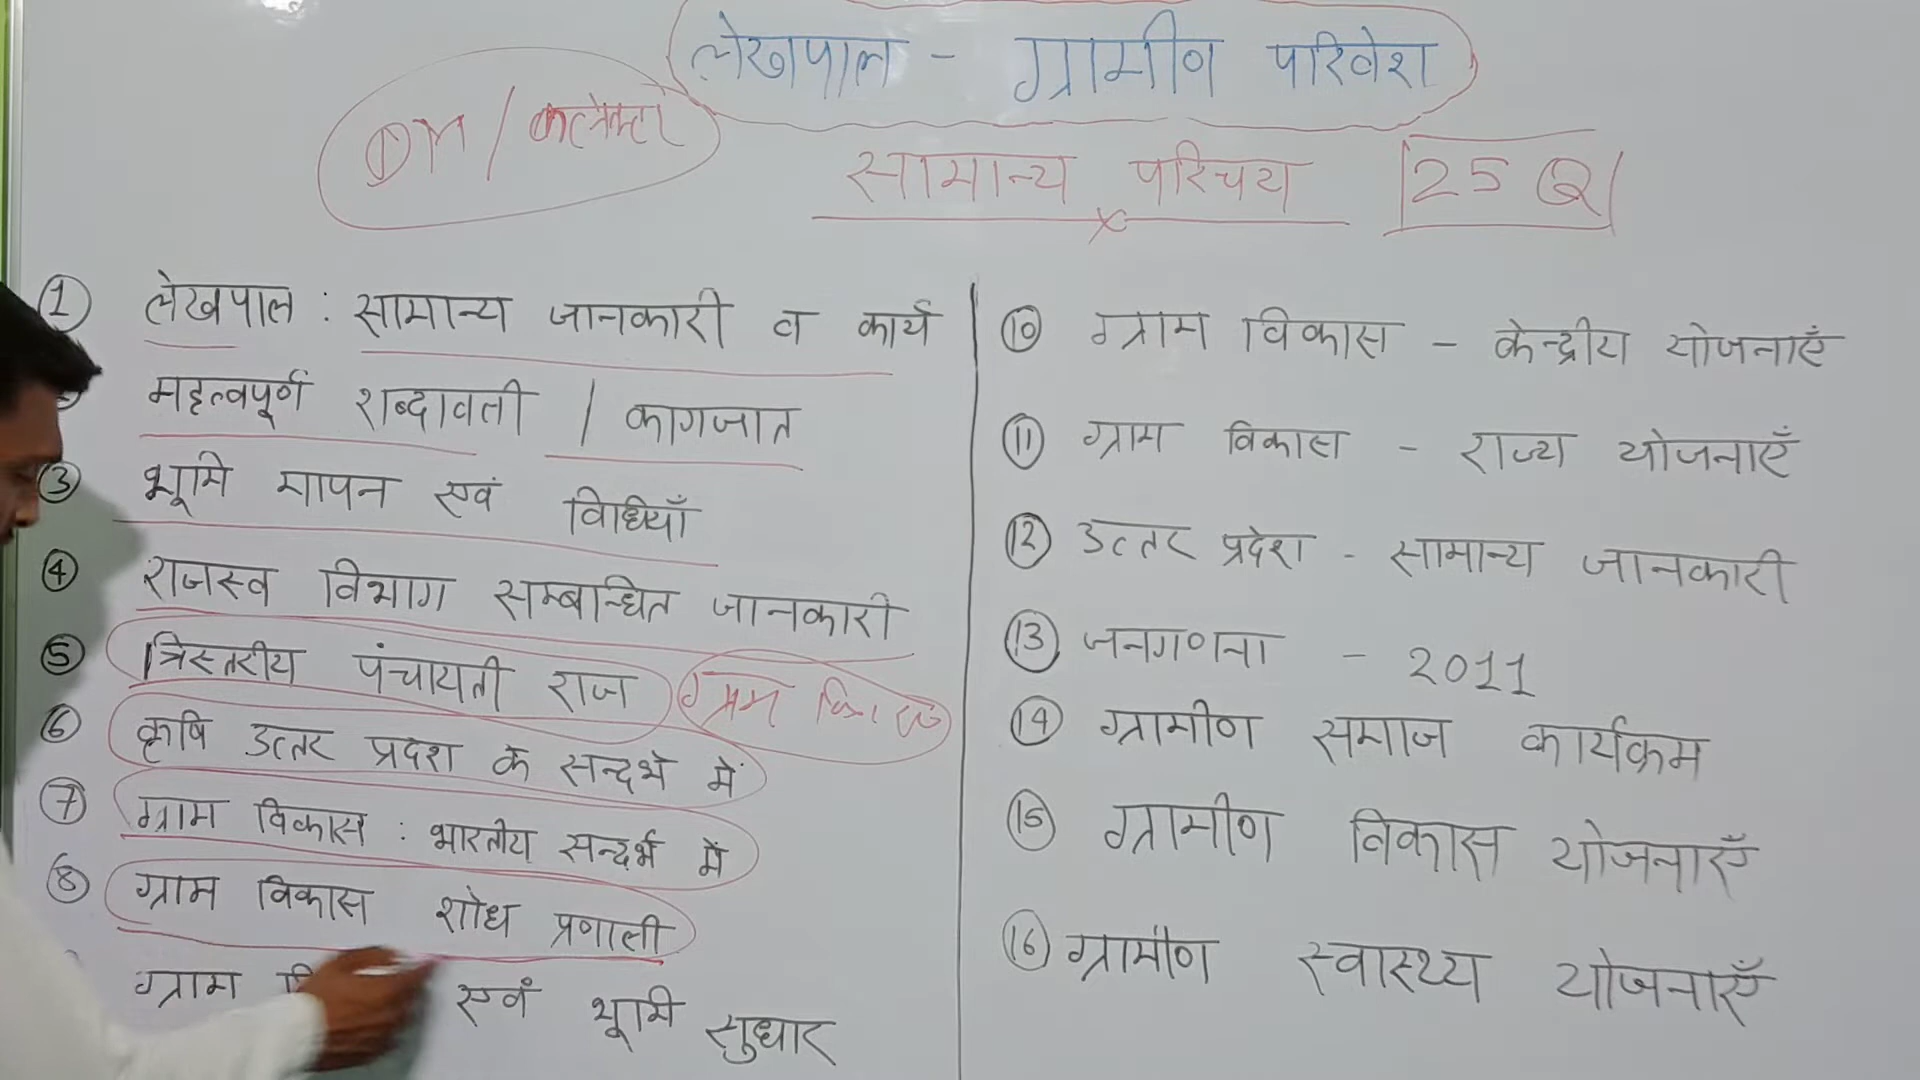 लेखपाल - ग्रामीण परिवेश
DM / कलेक्टर
सामान्य परिचय
25 Q
1 लेखपाल : सामान्य जानकारी व कार्य
महत्वपूर्ण शब्दावली / कागजात
3 भूमि मापन एवं विधियाँ
4 राजस्व विभाग सम्बन्धित जानकारी
5 त्रिस्तरीय पंचायती राज ग्राम
6 कृषि उत्तर प्रदेश के सन्दर्भ में
7 ग्राम विकास : भारतीय सन्दर्भ में
8 ग्राम विकास शोध प्रणाली
ग्राम एवं भूमि सुधार
10 ग्राम विकास - केन्द्रीय योजनाएँ
11 ग्राम विकास - राज्य योजनाएँ
12 उत्तर प्रदेश - सामान्य जानकारी
13 जनगणना - 2011
14 ग्रामीण समाज कार्यक्रम
15 ग्रामीण विकास योजनाएँ
16 ग्रामीण स्वास्थ्य योजनाएँ